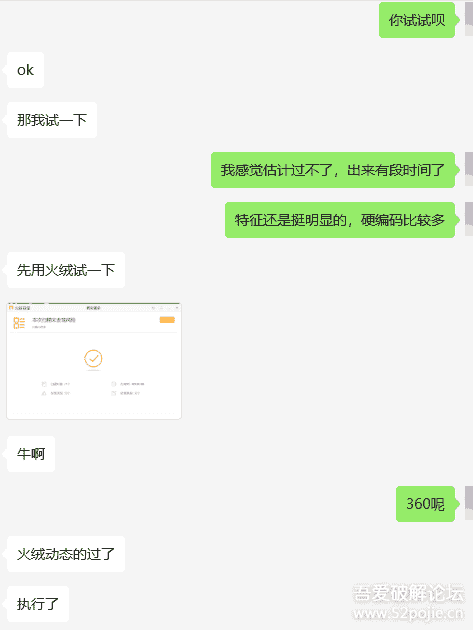 你试试呗
ok
那我试一下
我感觉估计过不了，出来有段时间了
特征还是挺明显的，硬编码比较多
先用火绒试一下
牛啊
360呢
火绒动态的过了
执行了
吾爱破解论坛
www.52pojie.cn